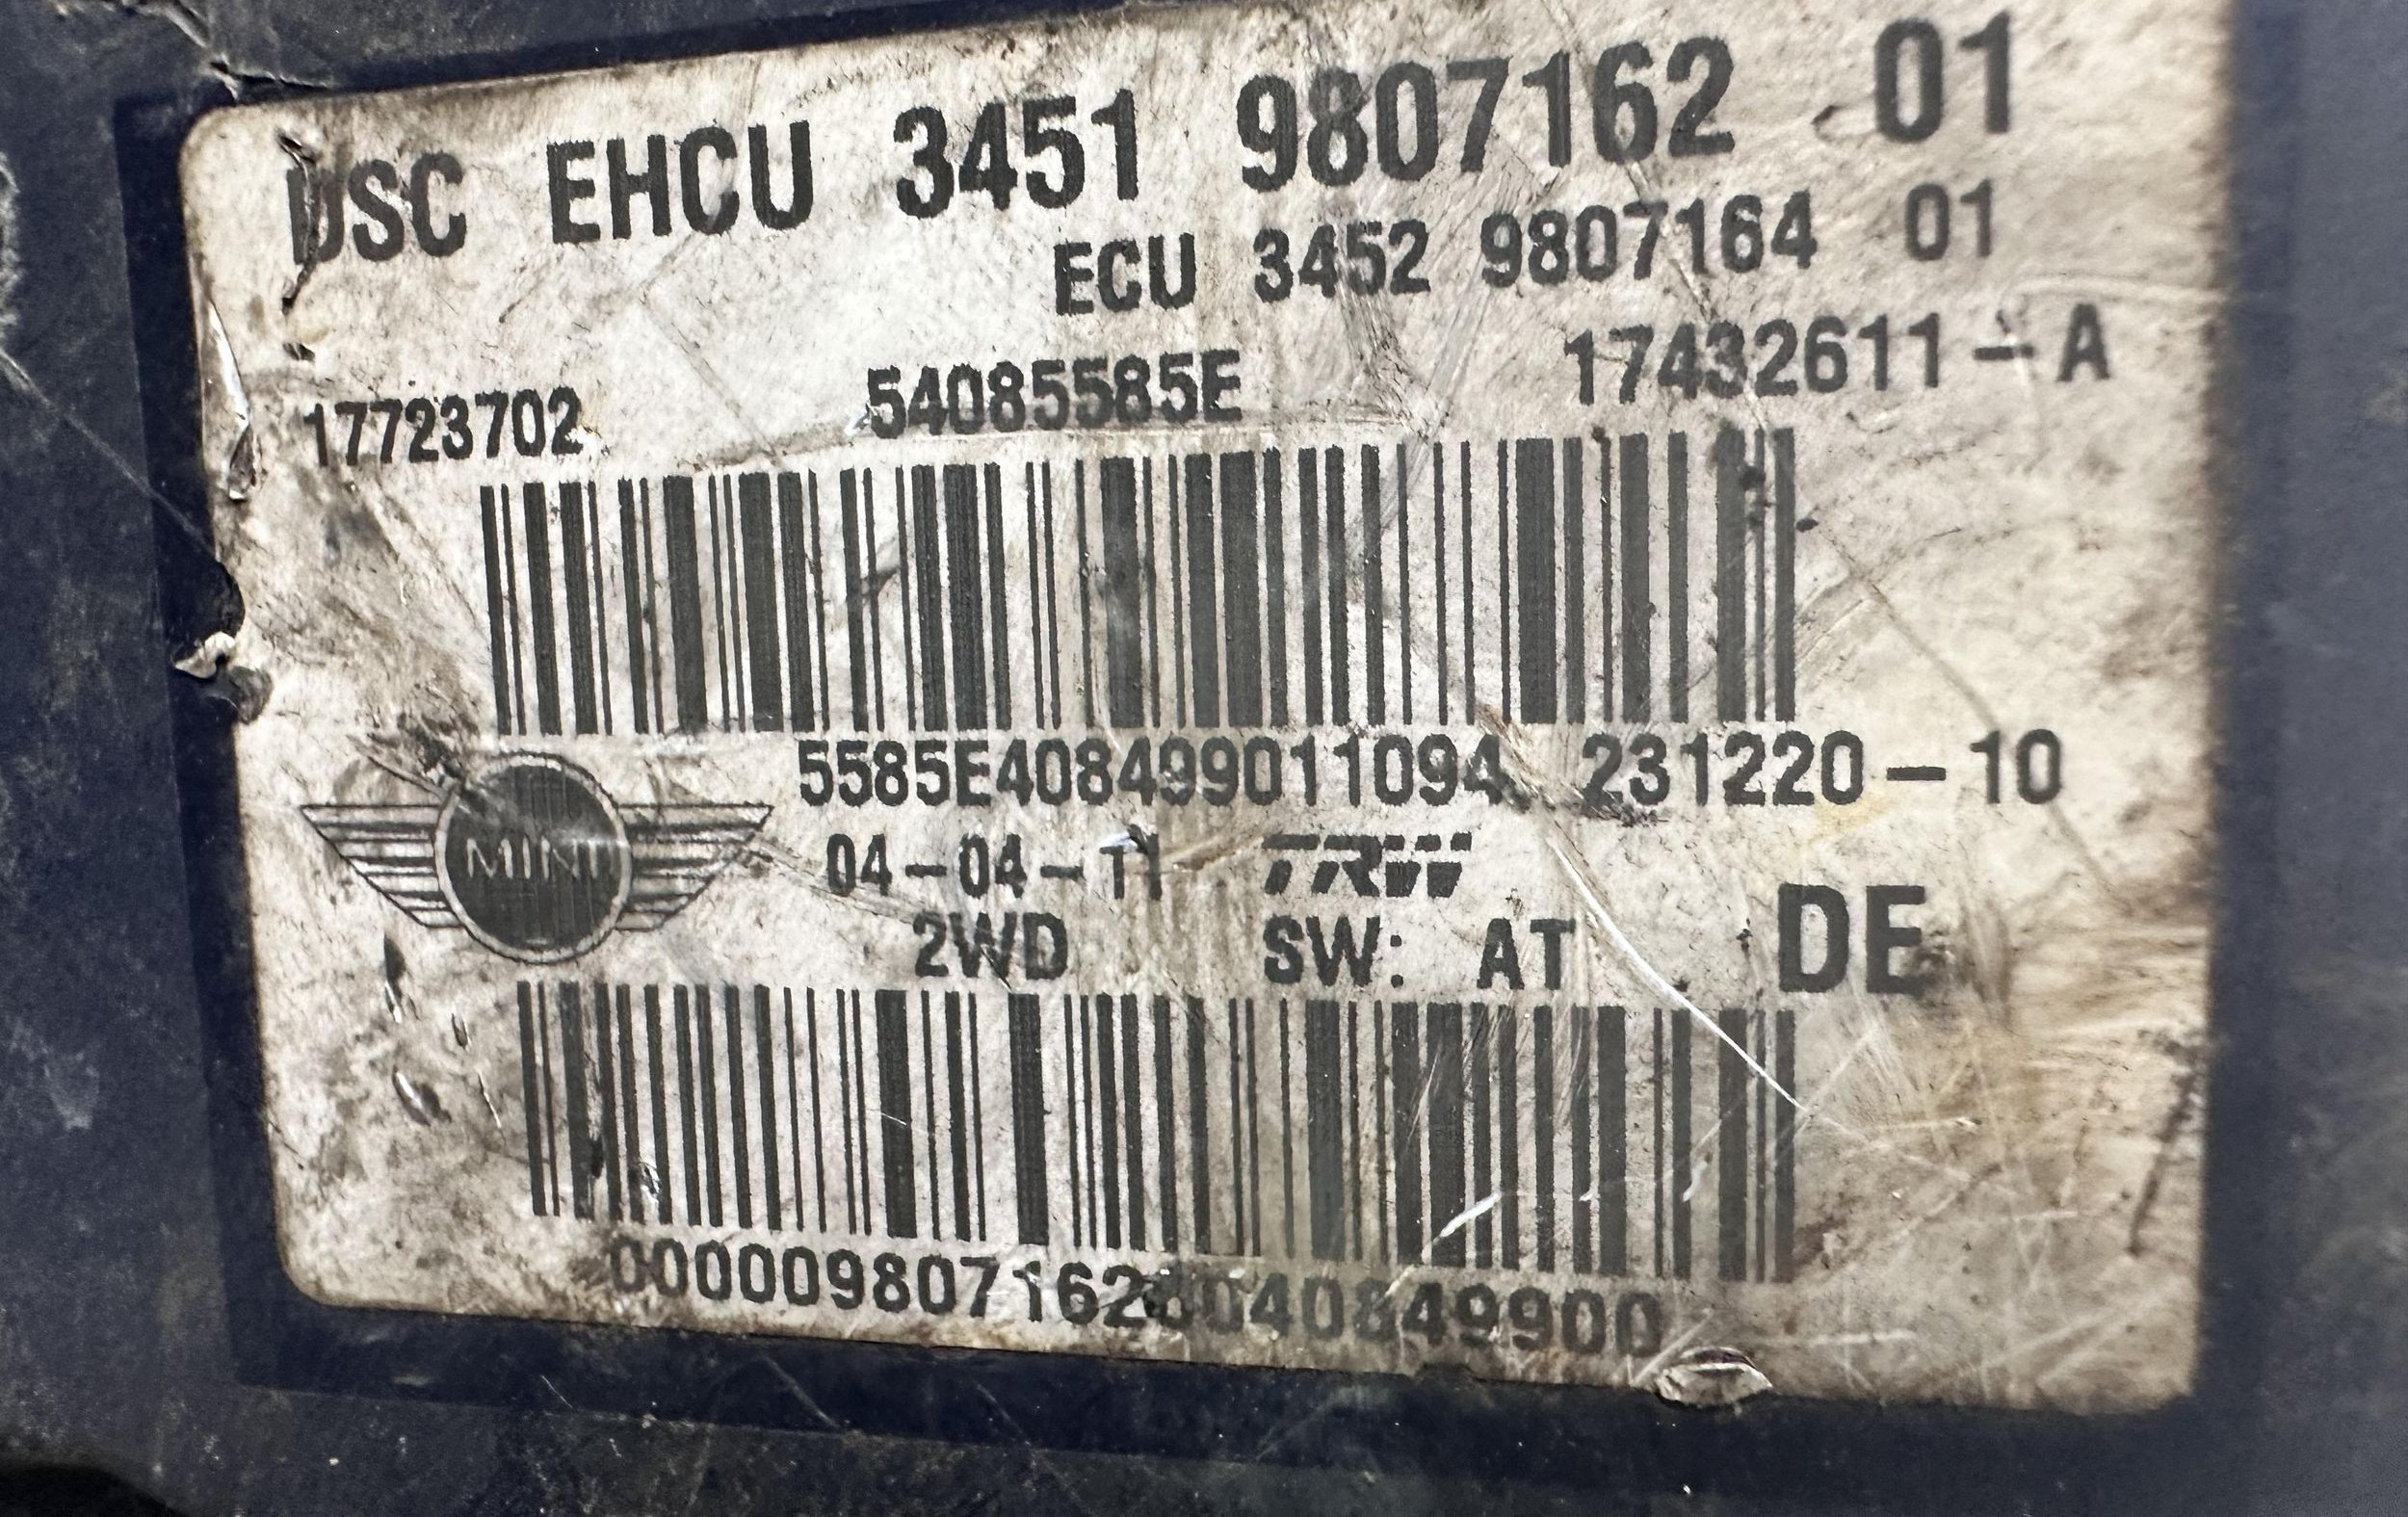 DSC EHCU 3451 9807162 01
ECU 3452 9807164 01
17723702 54085585E 17432611-A
5585E408499011094 231220-10
MINI
04-04-11 TRW
2WD SW: AT DE